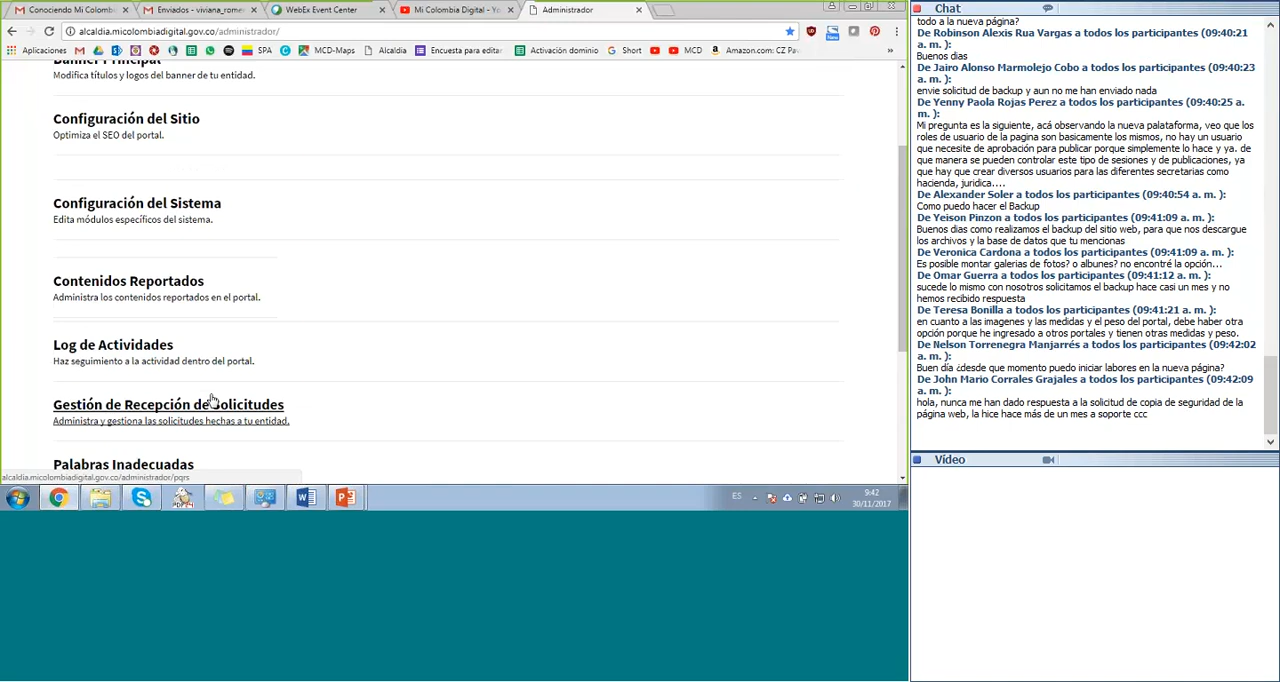 Conociendo Mi Colomb
Enviados - viviana_rome
WebEx Event Center
Mi Colombia Digital - Yo
Administrador
alcaldia.micolombiadigital.gov.co/administrador/
Aplicaciones
SPA
MCD-Maps
Alcaldia
Encuesta para editar
Activación dominio
Short
MCD
Amazon.com: CZ Pav
»
Banner Principal
Modifica títulos y logos del banner de tu entidad.
Configuración del Sitio
Optimiza el SEO del portal.
Configuración del Sistema
Edita módulos específicos del sistema.
Contenidos Reportados
Administra los contenidos reportados en el portal.
Log de Actividades
Haz seguimiento a la actividad dentro del portal.
Gestión de Recepción de Solicitudes
Administra y gestiona las solicitudes hechas a tu entidad.
Palabras Inadecuadas
alcaldia.micolombiadigital.gov.co/administrador/pqrs
ES
9:42
30/11/2017
Chat
todo a la nueva página?
De Robinson Alexis Rua Vargas a todos los participantes (09:40:21
a. m. ):
Buenos dias
De Jairo Alonso Marmolejo Cobo a todos los participantes (09:40:23
a. m. ):
envie solicitud de backup y aun no me han enviado nada
De Yenny Paola Rojas Perez a todos los participantes (09:40:25 a.
m. ):
Mi pregunta es la siguiente, acá observando la nueva palataforma, veo que los
roles de usuario de la pagina son basicamente los mismos, no hay un usuario
que necesite de aprobación para publicar porque simplemente lo hace y ya. de
que manera se pueden controlar este tipo de sesiones y de publicaciones, ya
que hay que crear diversos usuarios para las diferentes secretarias como
hacienda, juridica....
De Alexander Soler a todos los participantes (09:40:54 a. m. ):
Como puedo hacer el Backup
De Yeison Pinzon a todos los participantes (09:41:09 a. m. ):
Buenos dias como realizamos el backup del sitio web, para que nos descargue
los archivos y la base de datos que tu mencionas
De Veronica Cardona a todos los participantes (09:41:09 a. m. ):
Es posible montar galerias de fotos? o albunes? no encontré la opción...
De Omar Guerra a todos los participantes (09:41:12 a. m. ):
sucede lo mismo con nosotros solicitamos el backup hace casi un mes y no
hemos recibido respuesta
De Teresa Bonilla a todos los participantes (09:41:21 a. m. ):
en cuanto a las imagenes y las medidas y el peso del portal, debe haber otra
opción porque he ingresado a otros portales y tienen otras medidas y peso.
De Nelson Torrenegra Manjarrés a todos los participantes (09:42:02
a. m. ):
Buen día ¿desde que momento puedo iniciar labores en la nueva página?
De John Mario Corrales Grajales a todos los participantes (09:42:09
a. m. ):
hola, nunca me han dado respuesta a la solicitud de copia de seguridad de la
página web, la hice hace más de un mes a soporte ccc
Vídeo